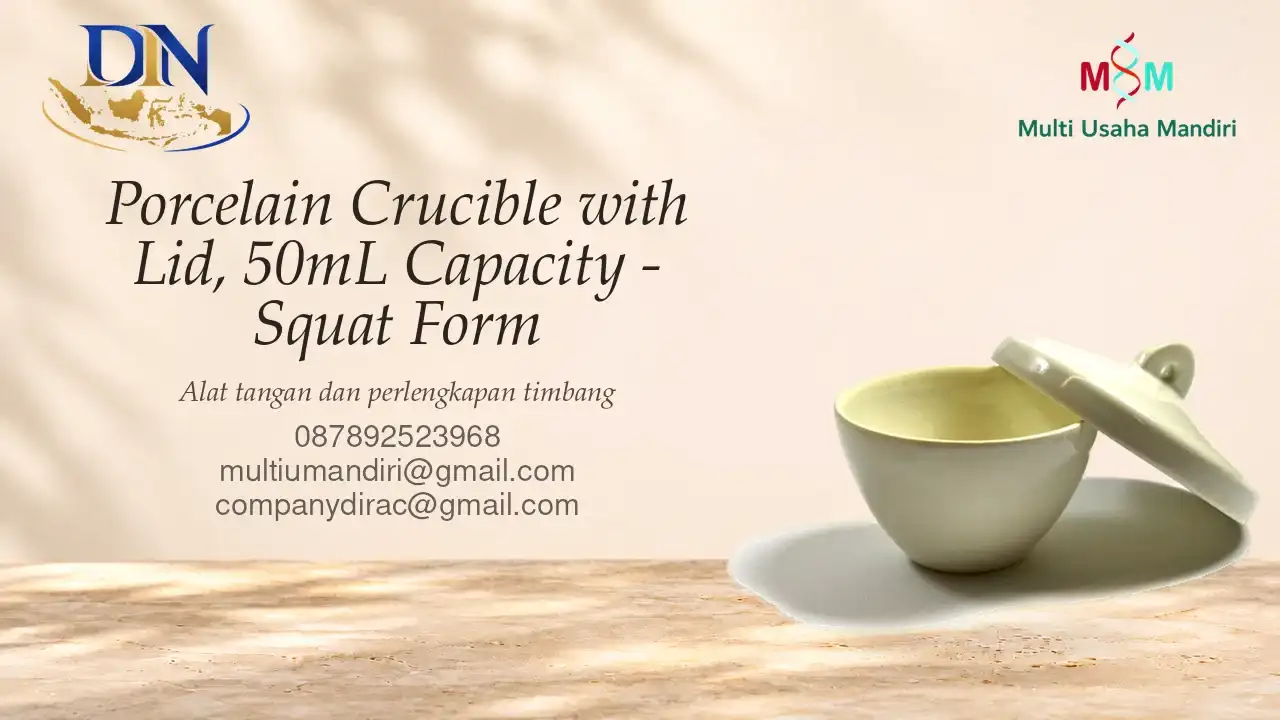 DIN
MSM
Multi Usaha Mandiri
Porcelain Crucible with
Lid, 50mL Capacity -
Squat Form
Alat tangan dan perlengkapan timbang
087892523968
multiumandiri@gmail.com
companydirac@gmail.com